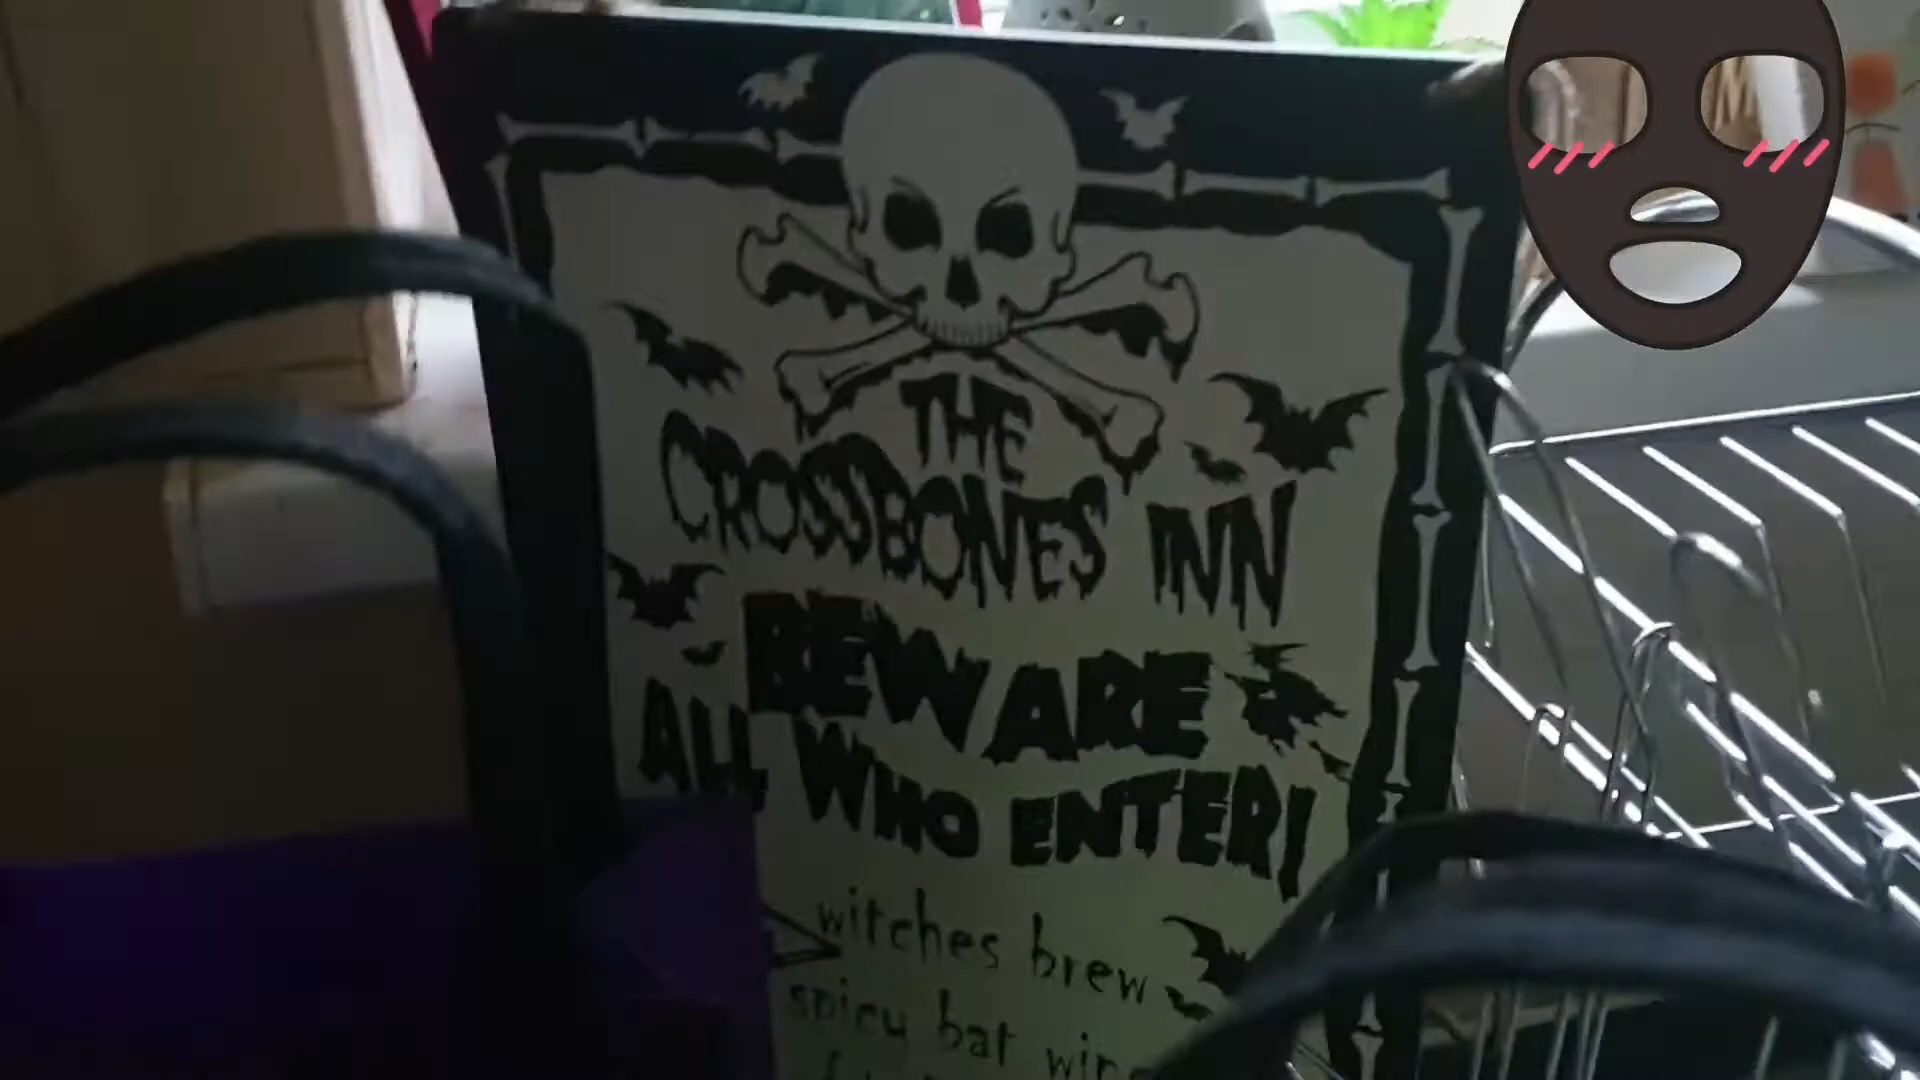 THE
CROSSBONES INN
BEWARE
ALL WHO ENTER!
witches brew
spicy bat